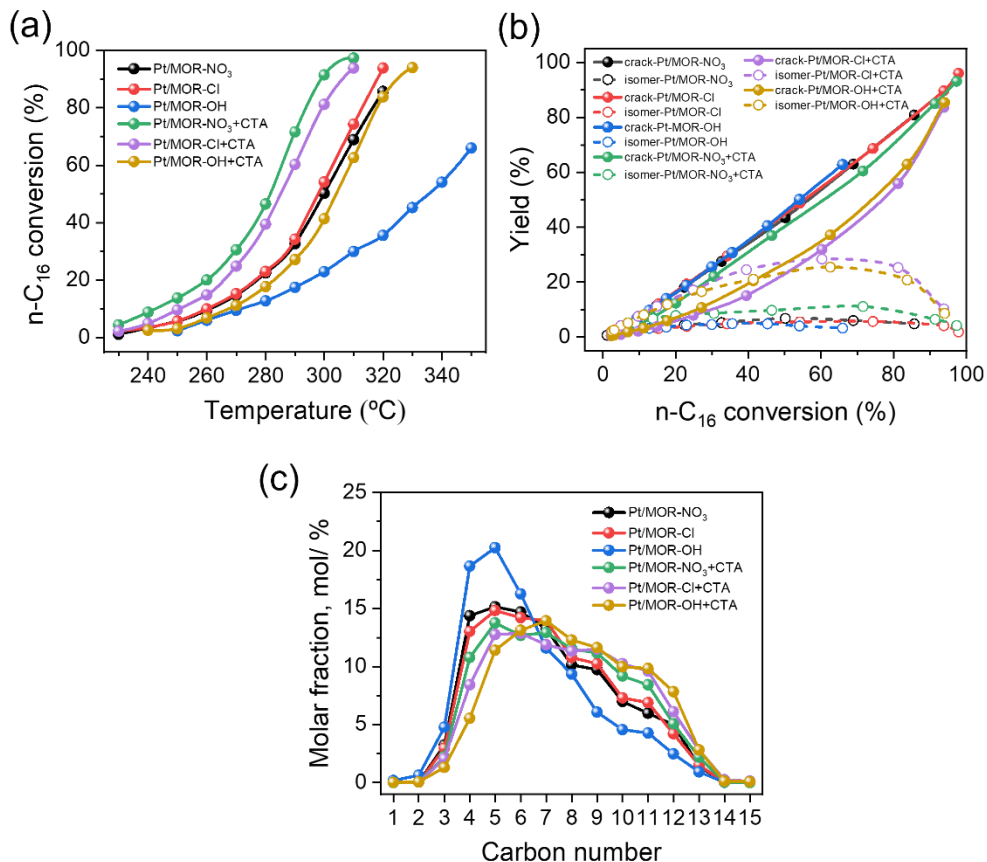 (a)
100
80
60
40
20
0
n-C₁₆ conversion (%)
Pt/MOR-NO₃
Pt/MOR-Cl
Pt/MOR-OH
Pt/MOR-NO₃+CTA
Pt/MOR-Cl+CTA
Pt/MOR-OH+CTA
240 260 280 300 320 340
Temperature (ºC)
(b)
100
80
60
40
20
0
Yield (%)
crack-Pt/MOR-NO₃
isomer-Pt/MOR-NO₃
crack-Pt/MOR-Cl
isomer-Pt/MOR-Cl
crack-Pt/MOR-OH
isomer-Pt/MOR-OH
crack-Pt/MOR-NO₃+CTA
isomer-Pt/MOR-NO₃+CTA
crack-Pt/MOR-Cl+CTA
isomer-Pt/MOR-Cl+CTA
crack-Pt/MOR-OH+CTA
isomer-Pt/MOR-OH+CTA
0 20 40 60 80 100
n-C₁₆ conversion (%)
(c)
25
20
15
10
5
0
Molar fraction, mol/ %
Pt/MOR-NO₃
Pt/MOR-Cl
Pt/MOR-OH
Pt/MOR-NO₃+CTA
Pt/MOR-Cl+CTA
Pt/MOR-OH+CTA
1 2 3 4 5 6 7 8 9 10 11 12 13 14 15
Carbon number